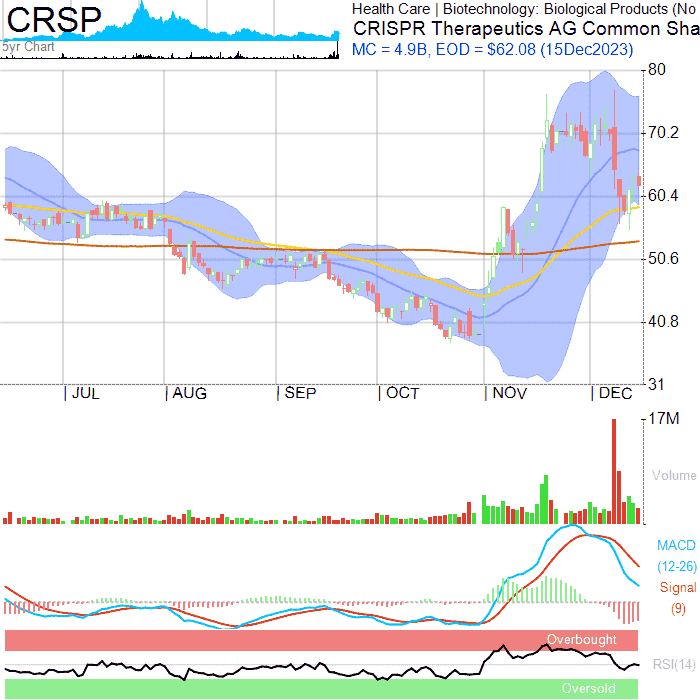 CRSP
5yr Chart
Health Care | Biotechnology: Biological Products (No
CRISPR Therapeutics AG Common Sha
MC = 4.9B, EOD = $62.08 (15Dec2023)
80
70.2
60.4
50.6
40.8
31
| JUL | AUG | SEP | OCT | NOV | DEC
17M
Volume
MACD
(12-26)
Signal
(9)
Overbought
RSI(14)
Oversold